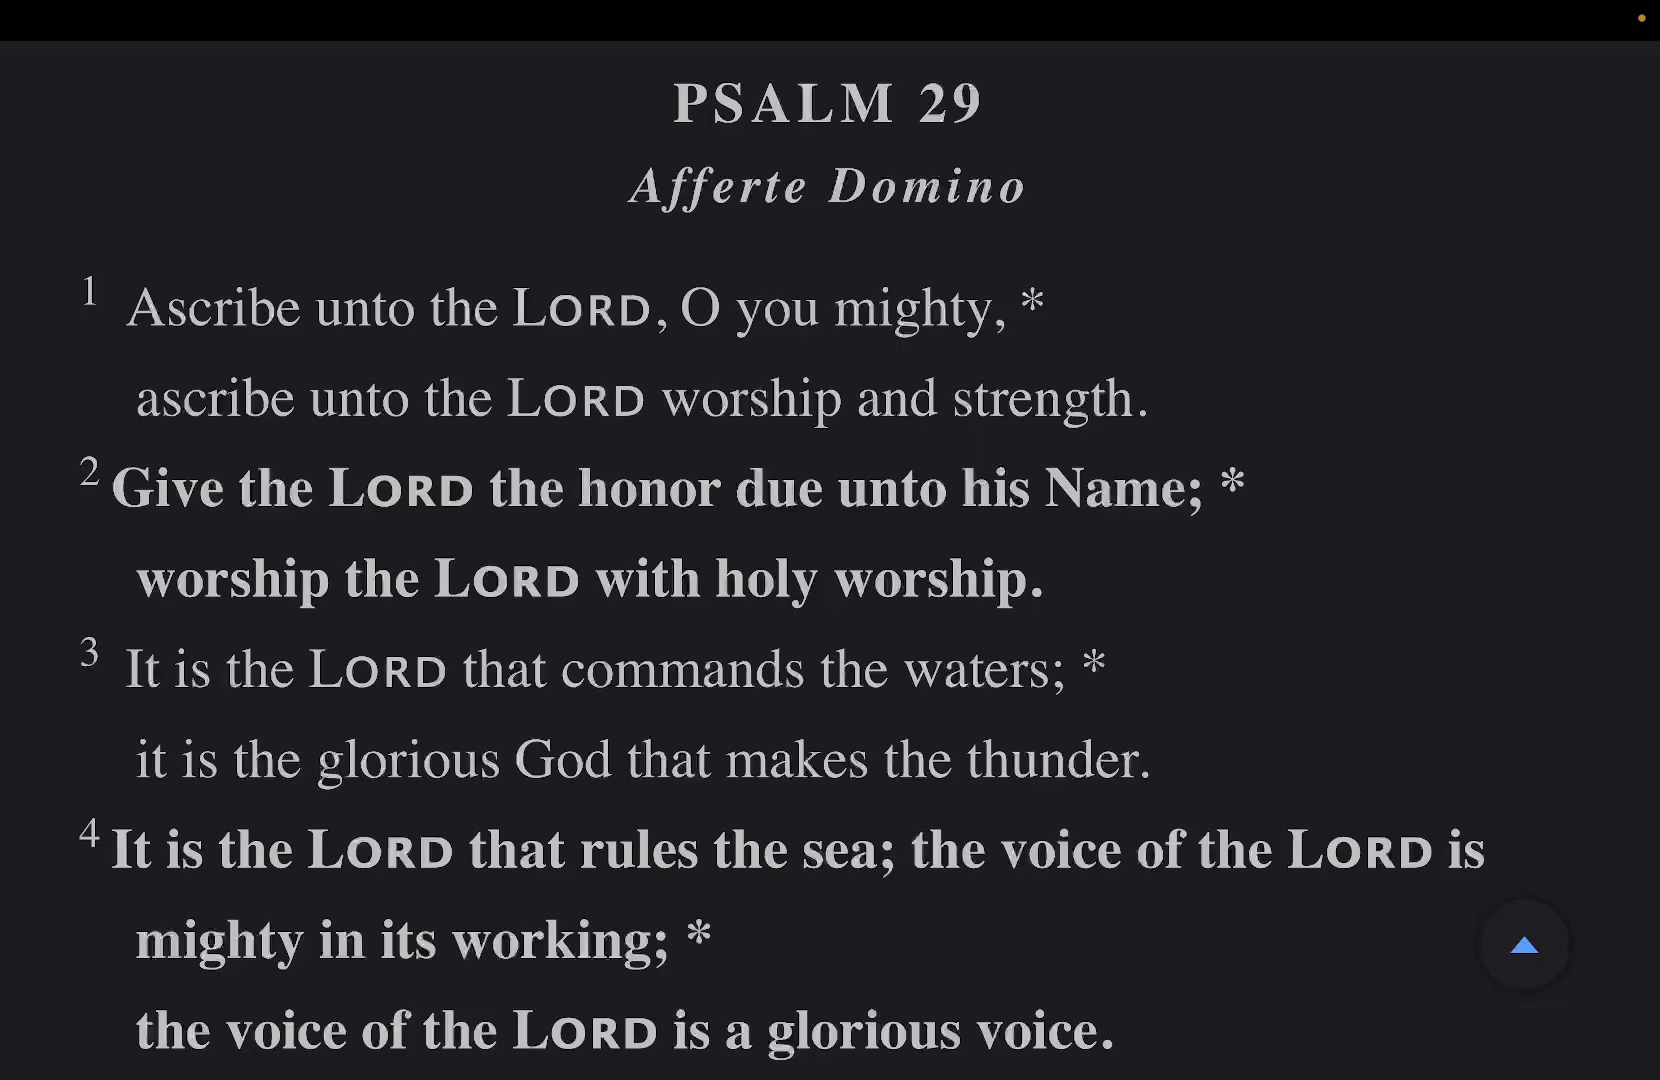 PSALM 29
Afferte Domino
1 Ascribe unto the LORD, O you mighty, *
ascribe unto the LORD worship and strength.
2 Give the LORD the honor due unto his Name; *
worship the LORD with holy worship.
3 It is the LORD that commands the waters; *
it is the glorious God that makes the thunder.
4 It is the LORD that rules the sea; the voice of the LORD is
mighty in its working; *
the voice of the LORD is a glorious voice.